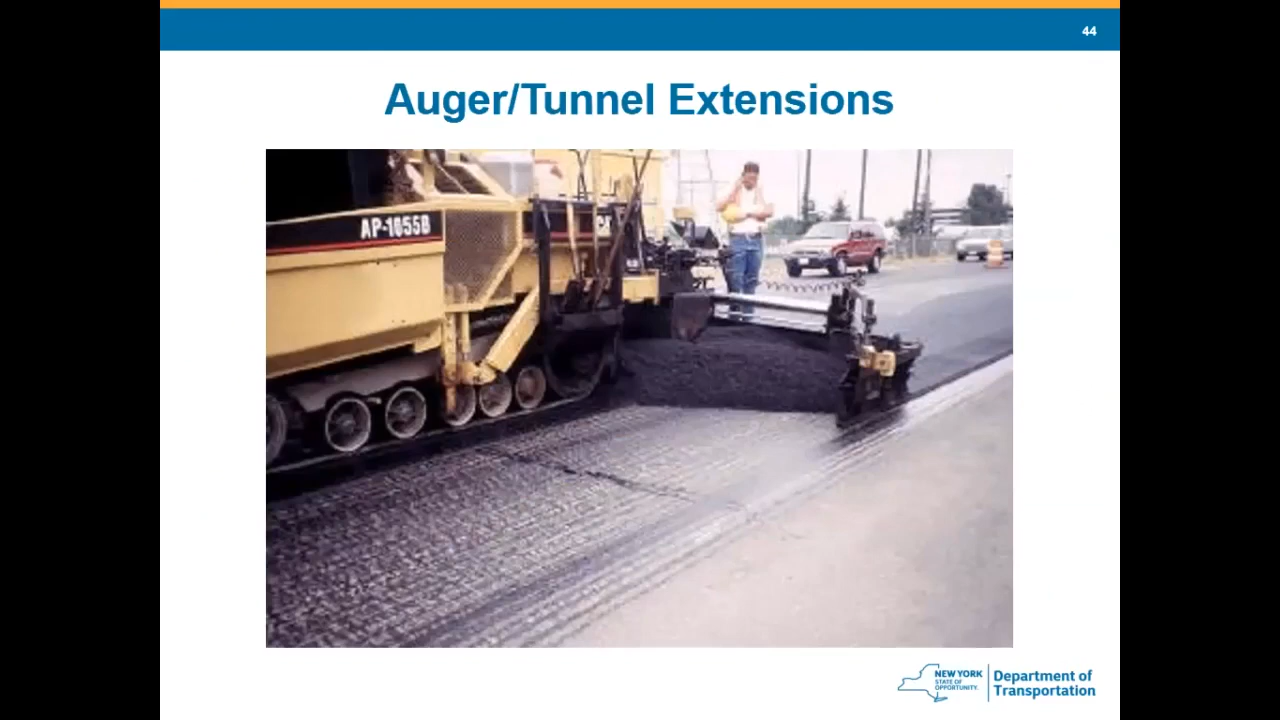 44
Auger/Tunnel Extensions
AP-1055B
NEW YORK
STATE OF
OPPORTUNITY.
Department of
Transportation